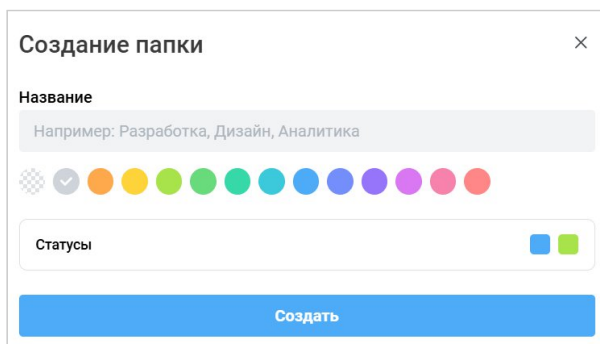 Создание папки
Название
Например: Разработка, Дизайн, Аналитика
Статусы
Создать